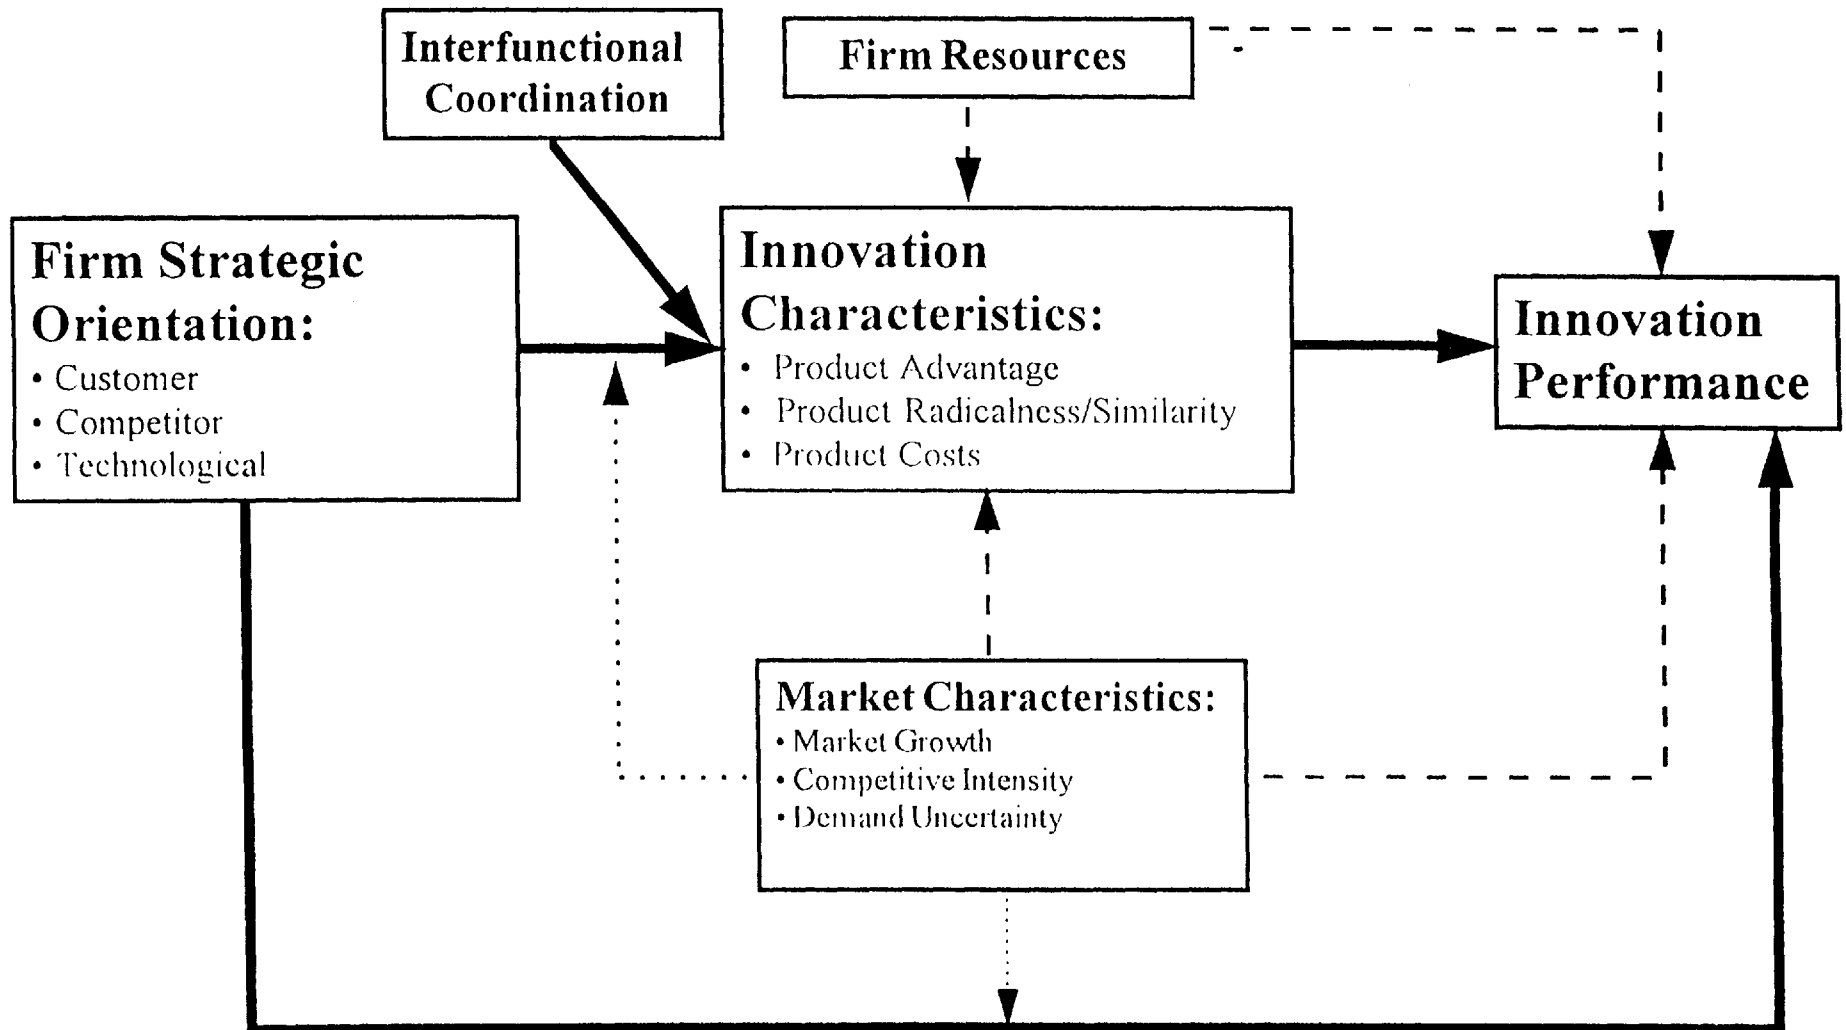 Interfunctional
Coordination
Firm Resources
Firm Strategic
Orientation:
• Customer
• Competitor
• Technological
Innovation
Characteristics:
• Product Advantage
• Product Radicalness/Similarity
• Product Costs
Innovation
Performance
Market Characteristics:
• Market Growth
• Competitive Intensity
• Demand Uncertainty